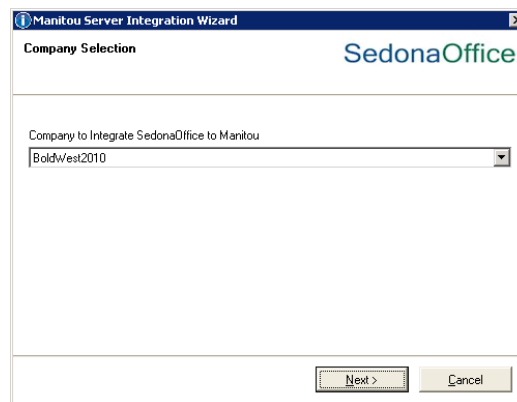 Manitou Server Integration Wizard
Company Selection
SedonaOffice
Company to Integrate SedonaOffice to Manitou
BoldWest2010
Next >
Cancel